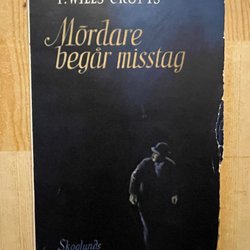 F. WILLS CROFTS
Mördare
begår misstag
Skoglunds